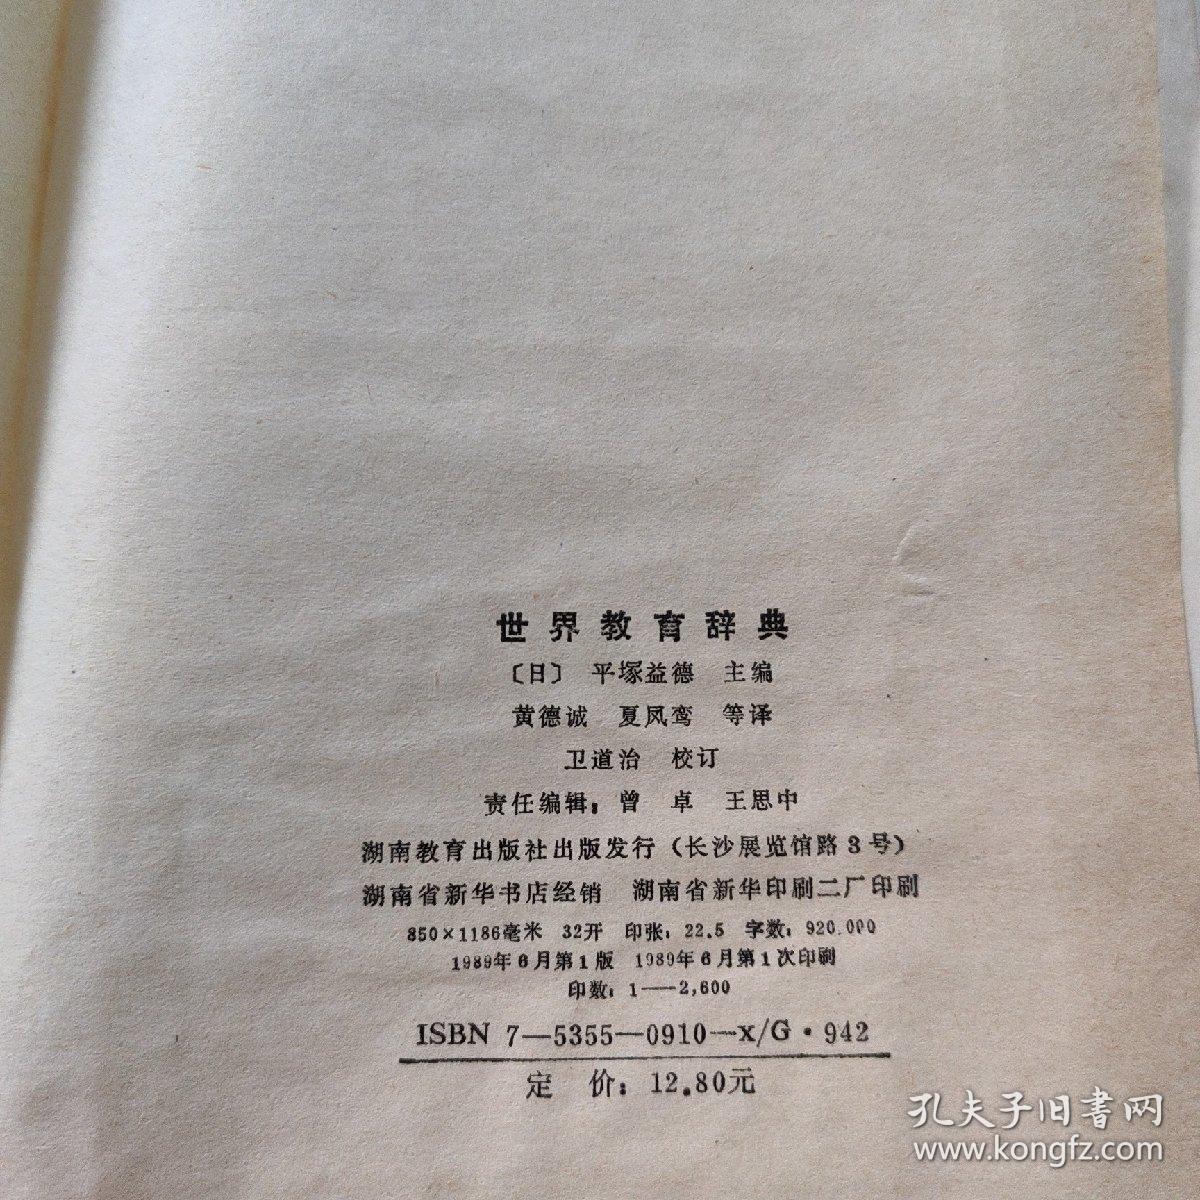 世界教育辞典
〔日〕 平塚益德 主编
黄德诚 夏凤鸾 等译
卫道治 校订
责任编辑：曾 卓 王思中
湖南教育出版社出版发行（长沙展览馆路3号）
湖南省新华书店经销 湖南省新华印刷二厂印刷
850×1186毫米 32开 印张：22.5 字数：920,000
1989年6月第1版 1989年6月第1次印刷
印数：1——2,600
ISBN 7—5355—0910—x/G·942
定 价：12.80元
孔夫子旧书网
www.kongfz.com